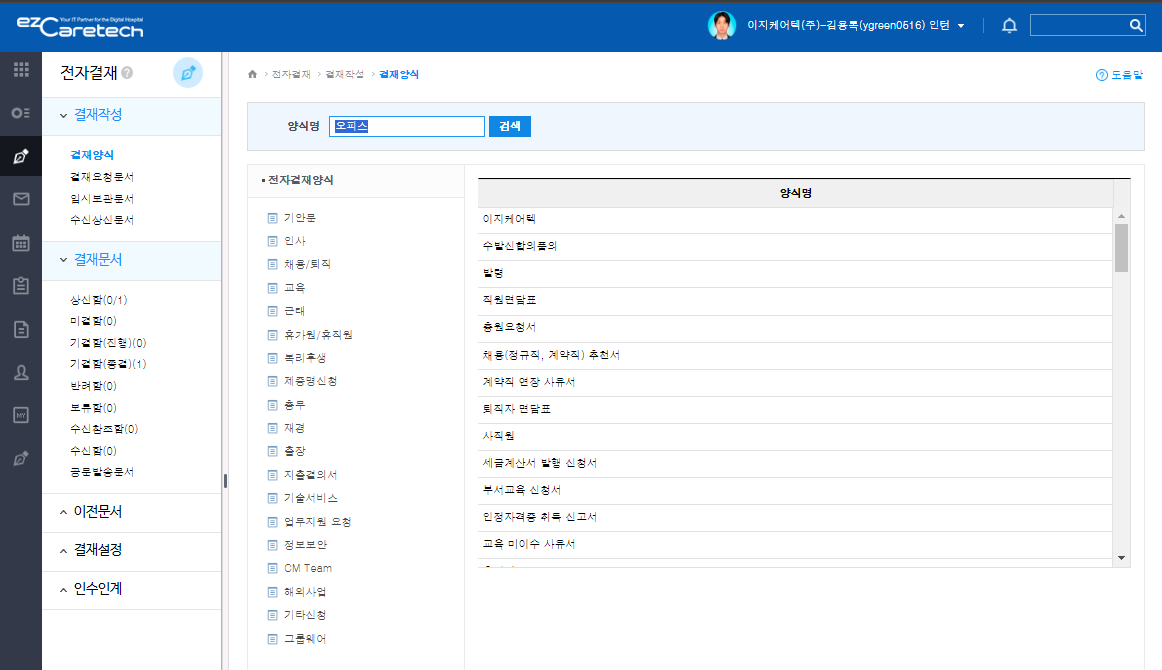 Your IT Partner for the Digital Hospital
ezCaretech
이지케어텍(주)-김용록(ygreen0516) 인턴
전자결재
결재작성
결재양식
결재요청문서
임시보관문서
수신상신문서
결재문서
상신함(0/1)
미결함(0)
기결함(진행)(0)
기결함(종결)(1)
반려함(0)
보류함(0)
수신참조함(0)
수신함(0)
공문발송문서
이전문서
결재설정
인수인계
MY
> 전자결재 > 결재작성 > 결재양식
도움말
양식명 오피스 검색
전자결재양식
기안문
인사
채용/퇴직
교육
근태
휴가원/휴직원
복리후생
제증명신청
총무
재경
출장
지출결의서
기술서비스
업무지원 요청
정보보안
CM Team
해외사업
기타신청
그룹웨어
양식명
이지케어텍
수발신합의품의
발령
직원면담표
충원요청서
채용(정규직, 계약직) 추천서
계약직 연장 사유서
퇴직자 면담표
사직원
세금계산서 발행 신청서
부서교육 신청서
인정자격증 취득 신고서
교육 미이수 사유서